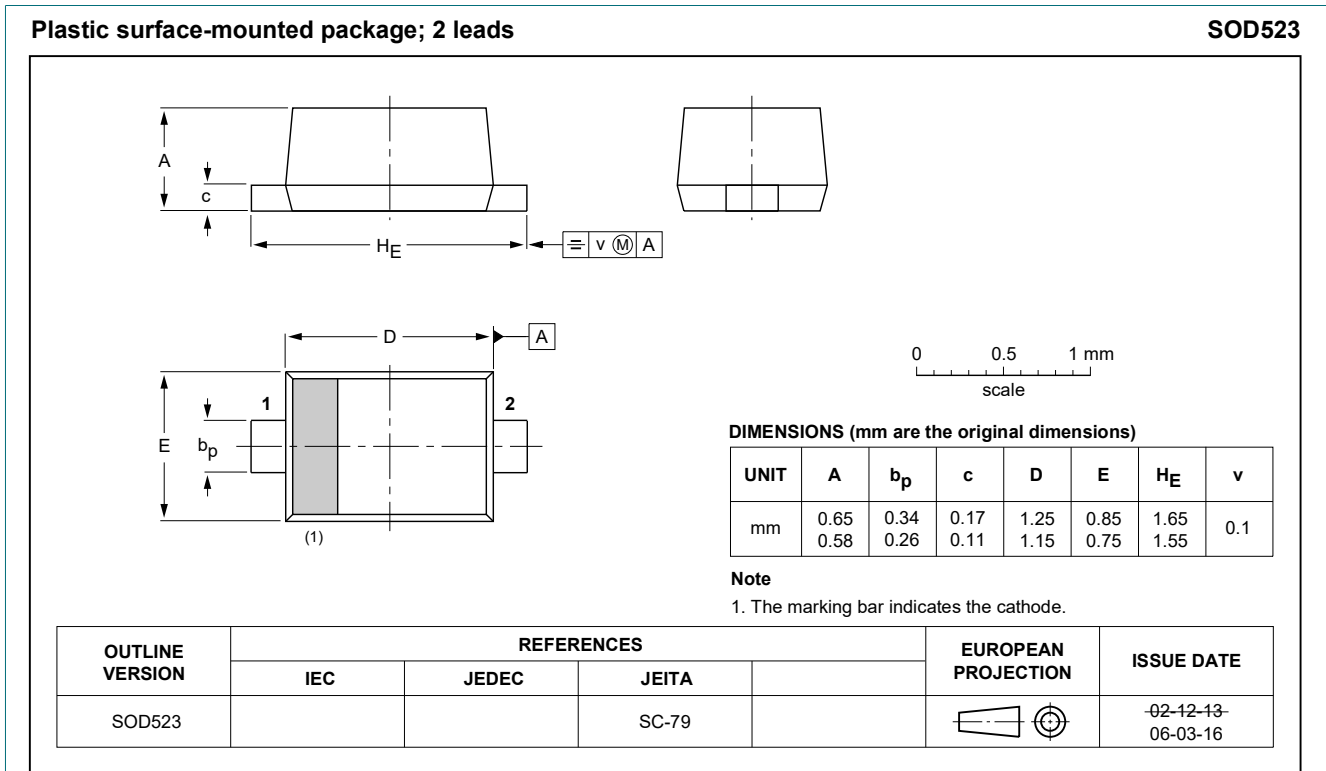 Plastic surface-mounted package; 2 leads SOD523
A
c
HE
= v M A
D A
E
bp
1
2
(1)
0 0.5 1 mm
scale
DIMENSIONS (mm are the original dimensions)
UNIT A bp c D E HE v
mm 0.65 0.34 0.17 1.25 0.85 1.65 0.1
0.58 0.26 0.11 1.15 0.75 1.55
Note
1. The marking bar indicates the cathode.
OUTLINE VERSION REFERENCES EUROPEAN PROJECTION ISSUE DATE
IEC JEDEC JEITA
SOD523 SC-79 02-12-13
06-03-16